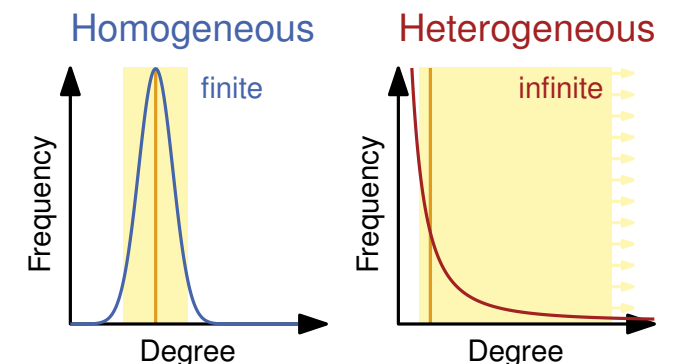 Homogeneous
finite
Frequency
Degree
Heterogeneous
infinite
Frequency
Degree